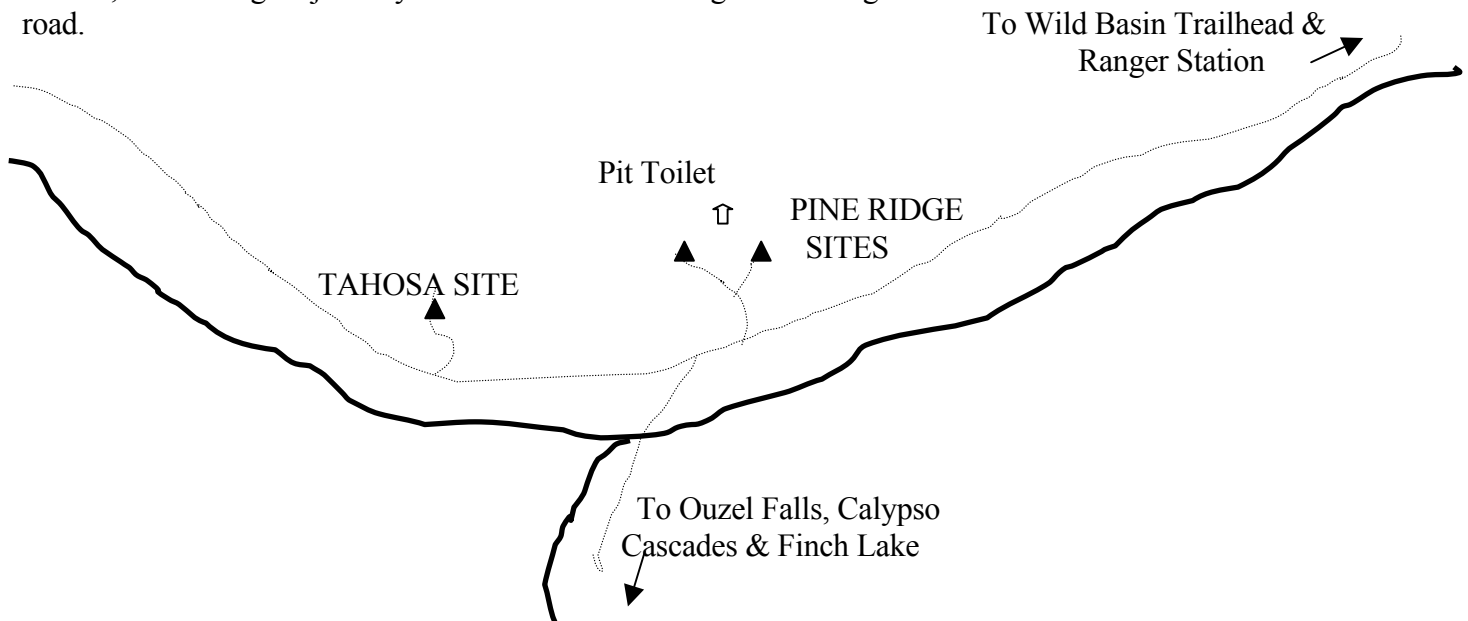 road.
To Wild Basin Trailhead &
Ranger Station
Pit Toilet
PINE RIDGE
SITES
TAHOSA SITE
To Ouzel Falls, Calypso
Cascades & Finch Lake